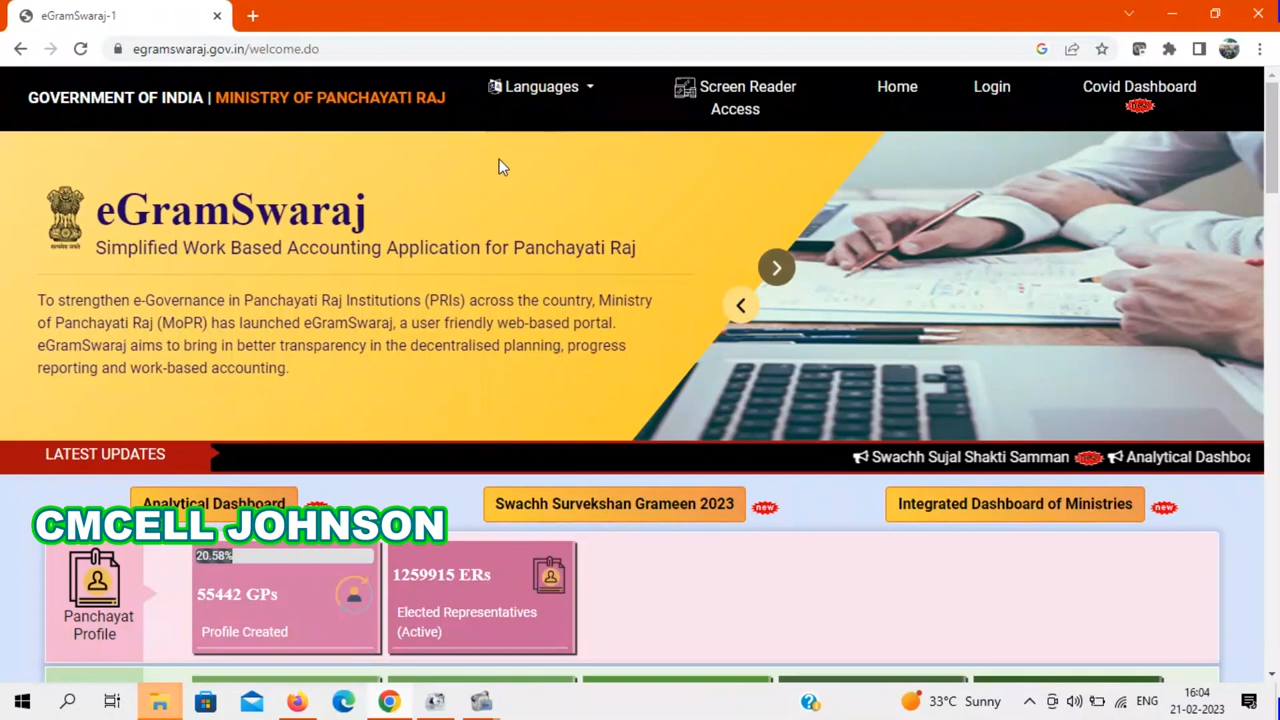 eGramSwaraj-1
egramswaraj.gov.in/welcome.do
GOVERNMENT OF INDIA | MINISTRY OF PANCHAYATI RAJ
Languages
Screen Reader
Access
Home
Login
Covid Dashboard
new
eGramSwaraj
Simplified Work Based Accounting Application for Panchayati Raj
To strengthen e-Governance in Panchayati Raj Institutions (PRIs) across the country, Ministry
of Panchayati Raj (MoPR) has launched eGramSwaraj, a user friendly web-based portal.
eGramSwaraj aims to bring in better transparency in the decentralised planning, progress
reporting and work-based accounting.
LATEST UPDATES
Swachh Sujal Shakti Samman new Analytical Dashboa
Analytical Dashboard
Swachh Survekshan Grameen 2023 new
Integrated Dashboard of Ministries new
CMCELL JOHNSON
Panchayat
Profile
20.58%
55442 GPs
Profile Created
1259915 ERs
Elected Representatives
(Active)
33°C Sunny
ENG
16:04
21-02-2023